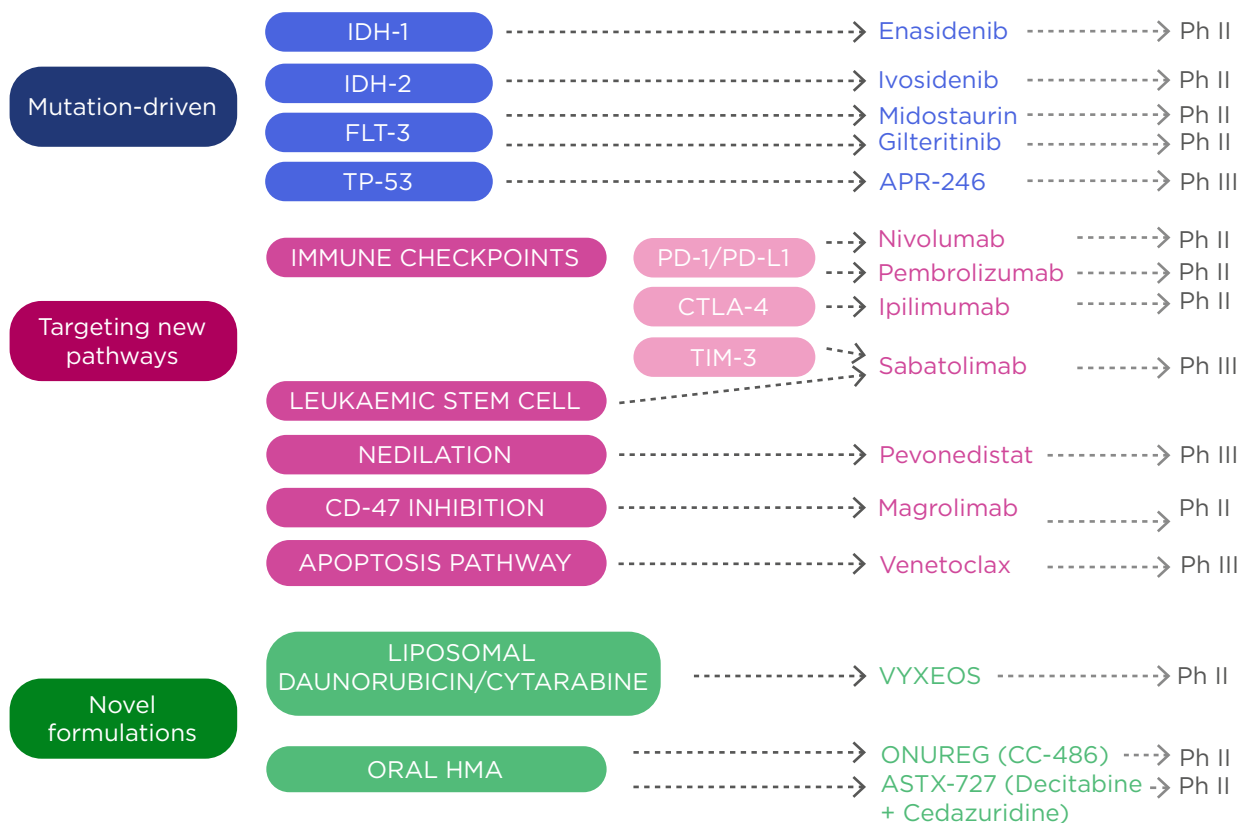 Mutation-driven
IDH-1
Enasidenib
Ph II
IDH-2
Ivosidenib
Ph II
FLT-3
Midostaurin
Ph II
Gilteritinib
Ph II
TP-53
APR-246
Ph III
Targeting new
pathways
IMMUNE CHECKPOINTS
PD-1/PD-L1
Nivolumab
Ph II
Pembrolizumab
Ph II
CTLA-4
Ipilimumab
Ph II
TIM-3
Sabatolimab
Ph III
LEUKAEMIC STEM CELL
NEDILATION
Pevonedistat
Ph III
CD-47 INHIBITION
Magrolimab
Ph II
APOPTOSIS PATHWAY
Venetoclax
Ph III
Novel
formulations
LIPOSOMAL
DAUNORUBICIN/CYTARABINE
VYXEOS
Ph II
ORAL HMA
ONUREG (CC-486)
Ph II
ASTX-727 (Decitabine
+ Cedazuridine)
Ph II